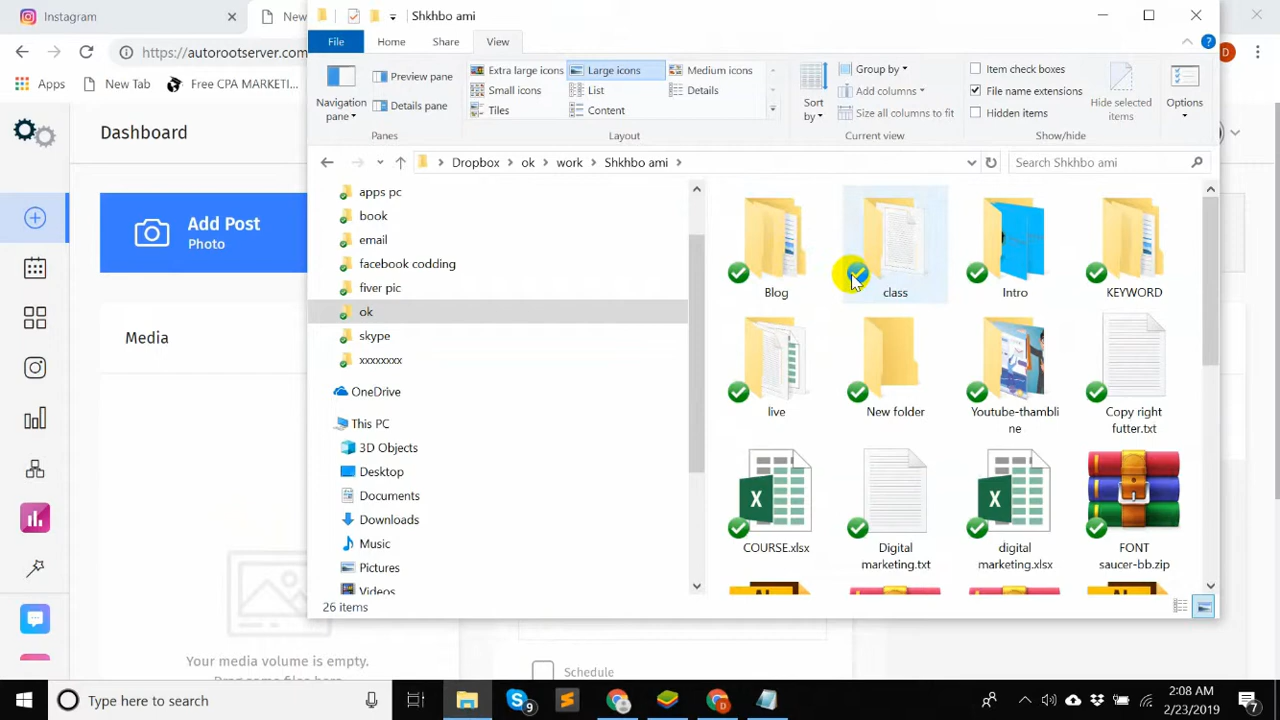 Instagram
New
Shkhbo ami
https://autorootserver.com
D
Apps
New Tab
Free CPA MARKETI...
File
Home
Share
View
Navigation pane
Preview pane
Details pane
Panes
Extra large icons
Large icons
Medium icons
Small icons
List
Details
Tiles
Content
Layout
Sort by
Group by
Add columns
Size all columns to fit
Current view
Item check boxes
File name extensions
Hidden items
Hide selected items
Show/hide
Options
Dropbox
ok
work
Shkhbo ami
Search Shkhbo ami
Dashboard
Add Post
Photo
Media
Your media volume is empty.
apps pc
book
email
facebook codding
fiver pic
ok
skype
xxxxxxxx
OneDrive
This PC
3D Objects
Desktop
Documents
Downloads
Music
Pictures
Videos
Blog
class
Intro
KEYWORD
live
New folder
Youtube-thambli
ne
Copy right
futter.txt
COURSE.xlsx
Digital
marketing.txt
digital
marketing.xlsx
FONT
saucer-bb.zip
26 items
Schedule
Type here to search
9
D
2:08 AM
2/23/2019
7